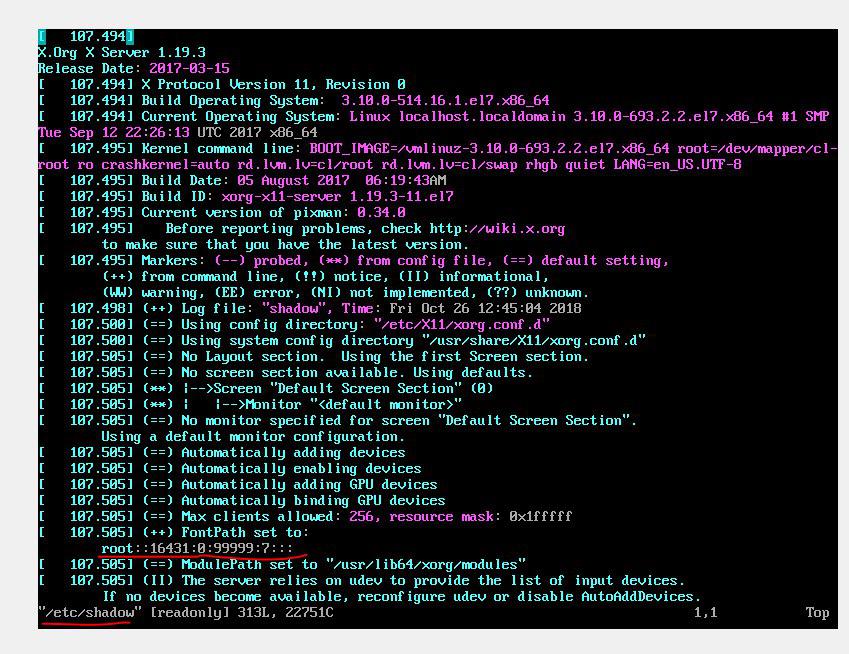 [   107.494]
X.Org X Server 1.19.3
Release Date: 2017-03-15
[   107.494] X Protocol Version 11, Revision 0
[   107.494] Build Operating System:  3.10.0-514.16.1.el7.x86_64
[   107.494] Current Operating System: Linux localhost.localdomain 3.10.0-693.2.2.el7.x86_64 #1 SMP
Tue Sep 12 22:26:13 UTC 2017 x86_64
[   107.495] Kernel command line: BOOT_IMAGE=/vmlinuz-3.10.0-693.2.2.el7.x86_64 root=/dev/mapper/cl-
root ro crashkernel=auto rd.lvm.lv=cl/root rd.lvm.lv=cl/swap rhgb quiet LANG=en_US.UTF-8
[   107.495] Build Date: 05 August 2017  06:19:43AM
[   107.495] Build ID: xorg-x11-server 1.19.3-11.el7
[   107.495] Current version of pixman: 0.34.0
[   107.495]    Before reporting problems, check http://wiki.x.org
        to make sure that you have the latest version.
[   107.495] Markers: (--) probed, (**) from config file, (==) default setting,
        (++) from command line, (!!) notice, (II) informational,
        (WW) warning, (EE) error, (NI) not implemented, (??) unknown.
[   107.498] (++) Log file: "shadow", Time: Fri Oct 26 12:45:04 2018
[   107.500] (==) Using config directory: "/etc/X11/xorg.conf.d"
[   107.500] (==) Using system config directory "/usr/share/X11/xorg.conf.d"
[   107.505] (==) No Layout section.  Using the first Screen section.
[   107.505] (==) No screen section available. Using defaults.
[   107.505] (**) |-->Screen "Default Screen Section" (0)
[   107.505] (**) |   |-->Monitor "<default monitor>"
[   107.505] (==) No monitor specified for screen "Default Screen Section".
        Using a default monitor configuration.
[   107.505] (==) Automatically adding devices
[   107.505] (==) Automatically enabling devices
[   107.505] (==) Automatically adding GPU devices
[   107.505] (==) Automatically binding GPU devices
[   107.505] (==) Max clients allowed: 256, resource mask: 0x1fffff
[   107.505] (++) FontPath set to:
        root::16431:0:99999:7:::
[   107.505] (==) ModulePath set to "/usr/lib64/xorg/modules"
[   107.505] (II) The server relies on udev to provide the list of input devices.
        If no devices become available, reconfigure udev or disable AutoAddDevices.
"/etc/shadow" [readonly] 313L, 22751C                                             1,1           Top